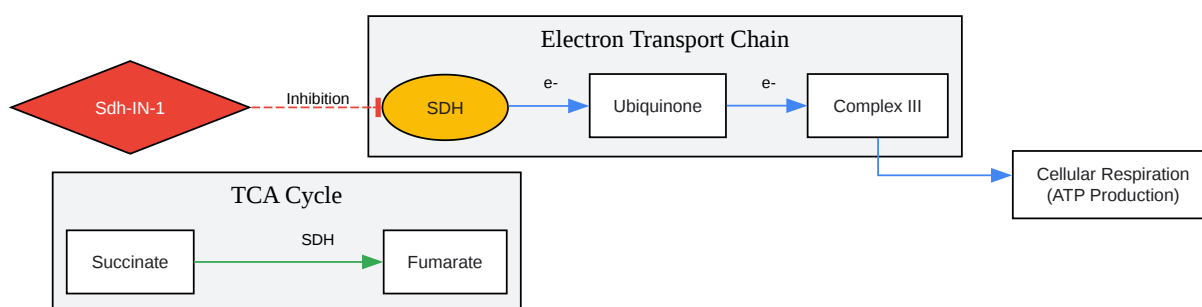 Electron Transport Chain
Sdh-IN-1
Inhibition
SDH
e-
Ubiquinone
e-
Complex III
Cellular Respiration
(ATP Production)
TCA Cycle
Succinate
SDH
Fumarate